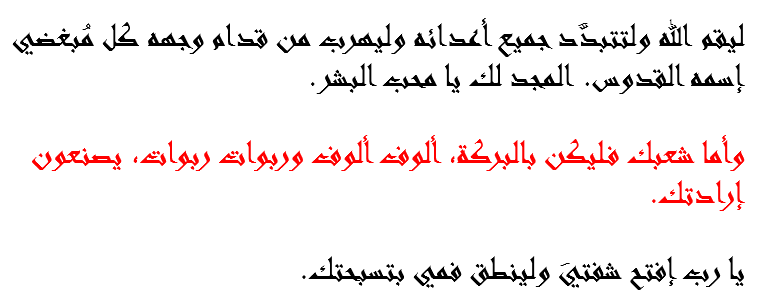 ليقم الله ولتتبدَّد جميع أعدائه وليهرب من قدام وجهه كل مُبغضي
إسمه القدوس. المجد لك يا محب البشر.
وأما شعبك فليكن بالبركة، ألوف ألوف وربوات ربوات، يصنعون
إرادتك.
يا رب إفتح شفتيَ ولينطق فمي بتسبحتك.